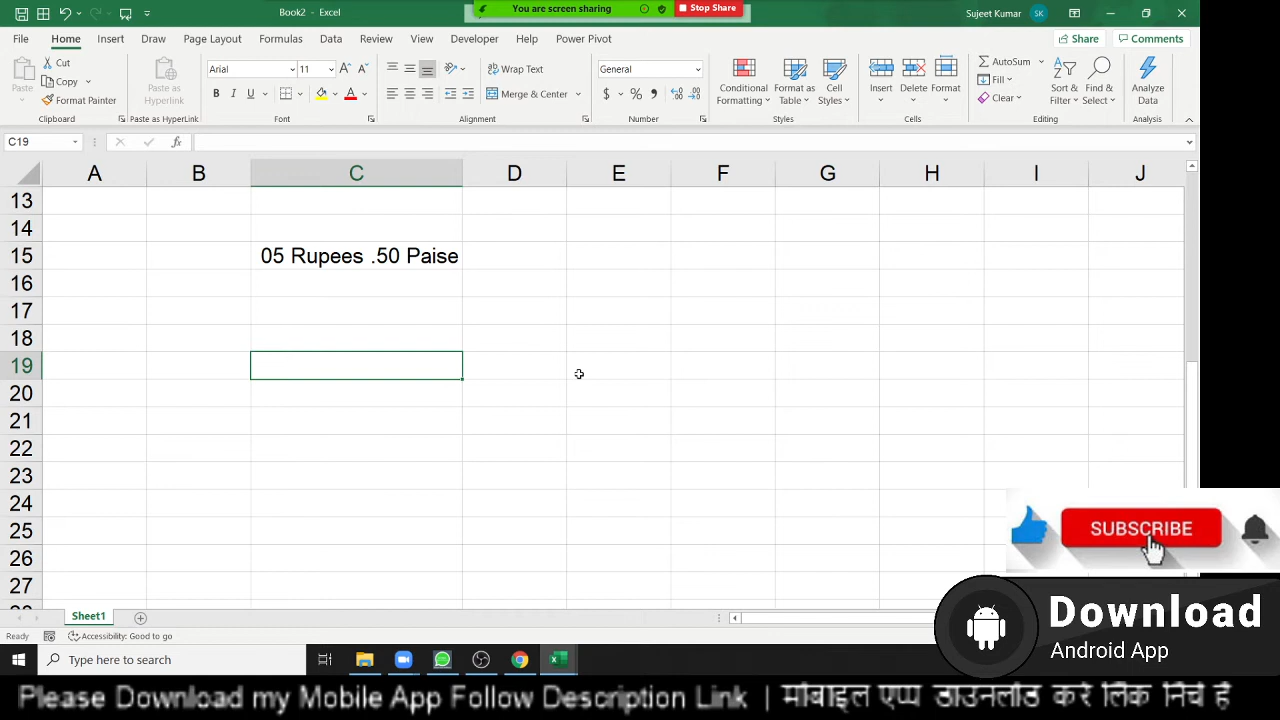 Book2 - Excel
You are screen sharing
Stop Share
Sujeet Kumar
SK
File
Home
Insert
Draw
Page Layout
Formulas
Data
Review
View
Developer
Help
Power Pivot
Share
Comments
Paste
Cut
Copy
Format Painter
Clipboard
Paste as
HyperLink
Paste as HyperLink
Arial
11
B I U
Font
Wrap Text
Merge & Center
Alignment
General
$ % ,
Number
Conditional
Formatting
Format as
Table
Cell
Styles
Styles
Insert
Delete
Format
Cells
AutoSum
Fill
Clear
Sort &
Filter
Find &
Select
Editing
Analyze
Data
Analysis
C19
fx
A B C D E F G H I J
13
14
15 05 Rupees .50 Paise
16
17
18
19
20
21
22
23
24
25
26
27
SUBSCRIBE
Download
Android App
Sheet1
Ready
Accessibility: Good to go
Type here to search
Please Download my Mobile App Follow Description Link | मोबाइल एप्प डाउनलोड करे लिंक निचे है